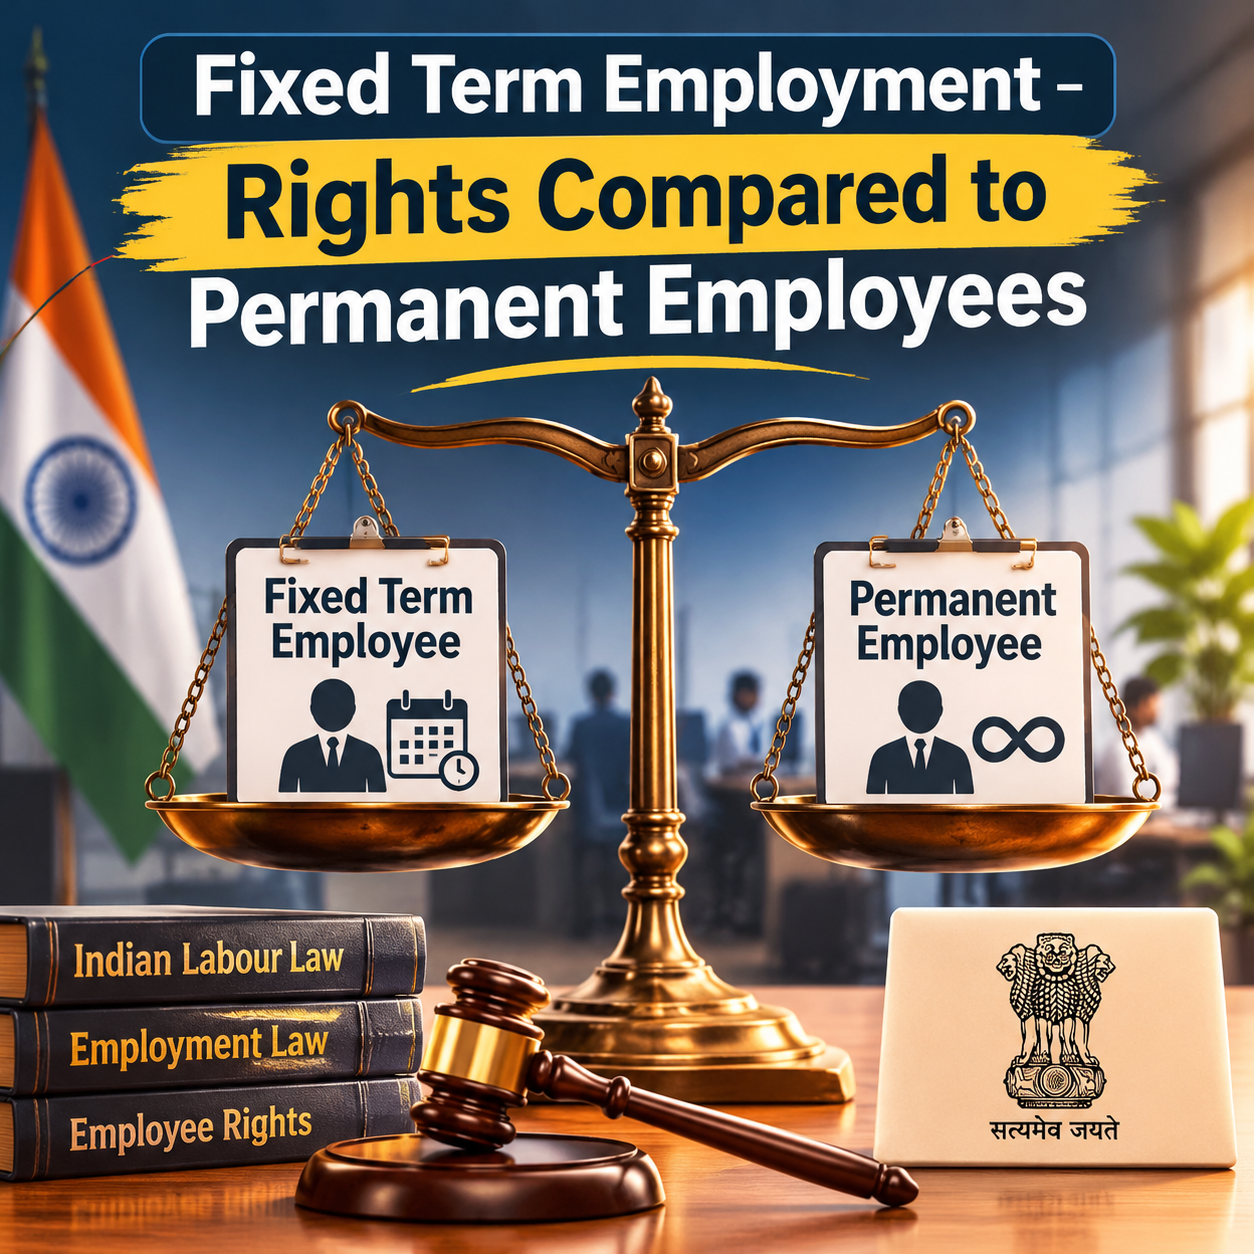 Fixed Term Employment –
Rights Compared to
Permanent Employees
Fixed Term
Employee
Permanent
Employee
Indian Labour Law
Employment Law
Employee Rights
सत्यमेव जयते